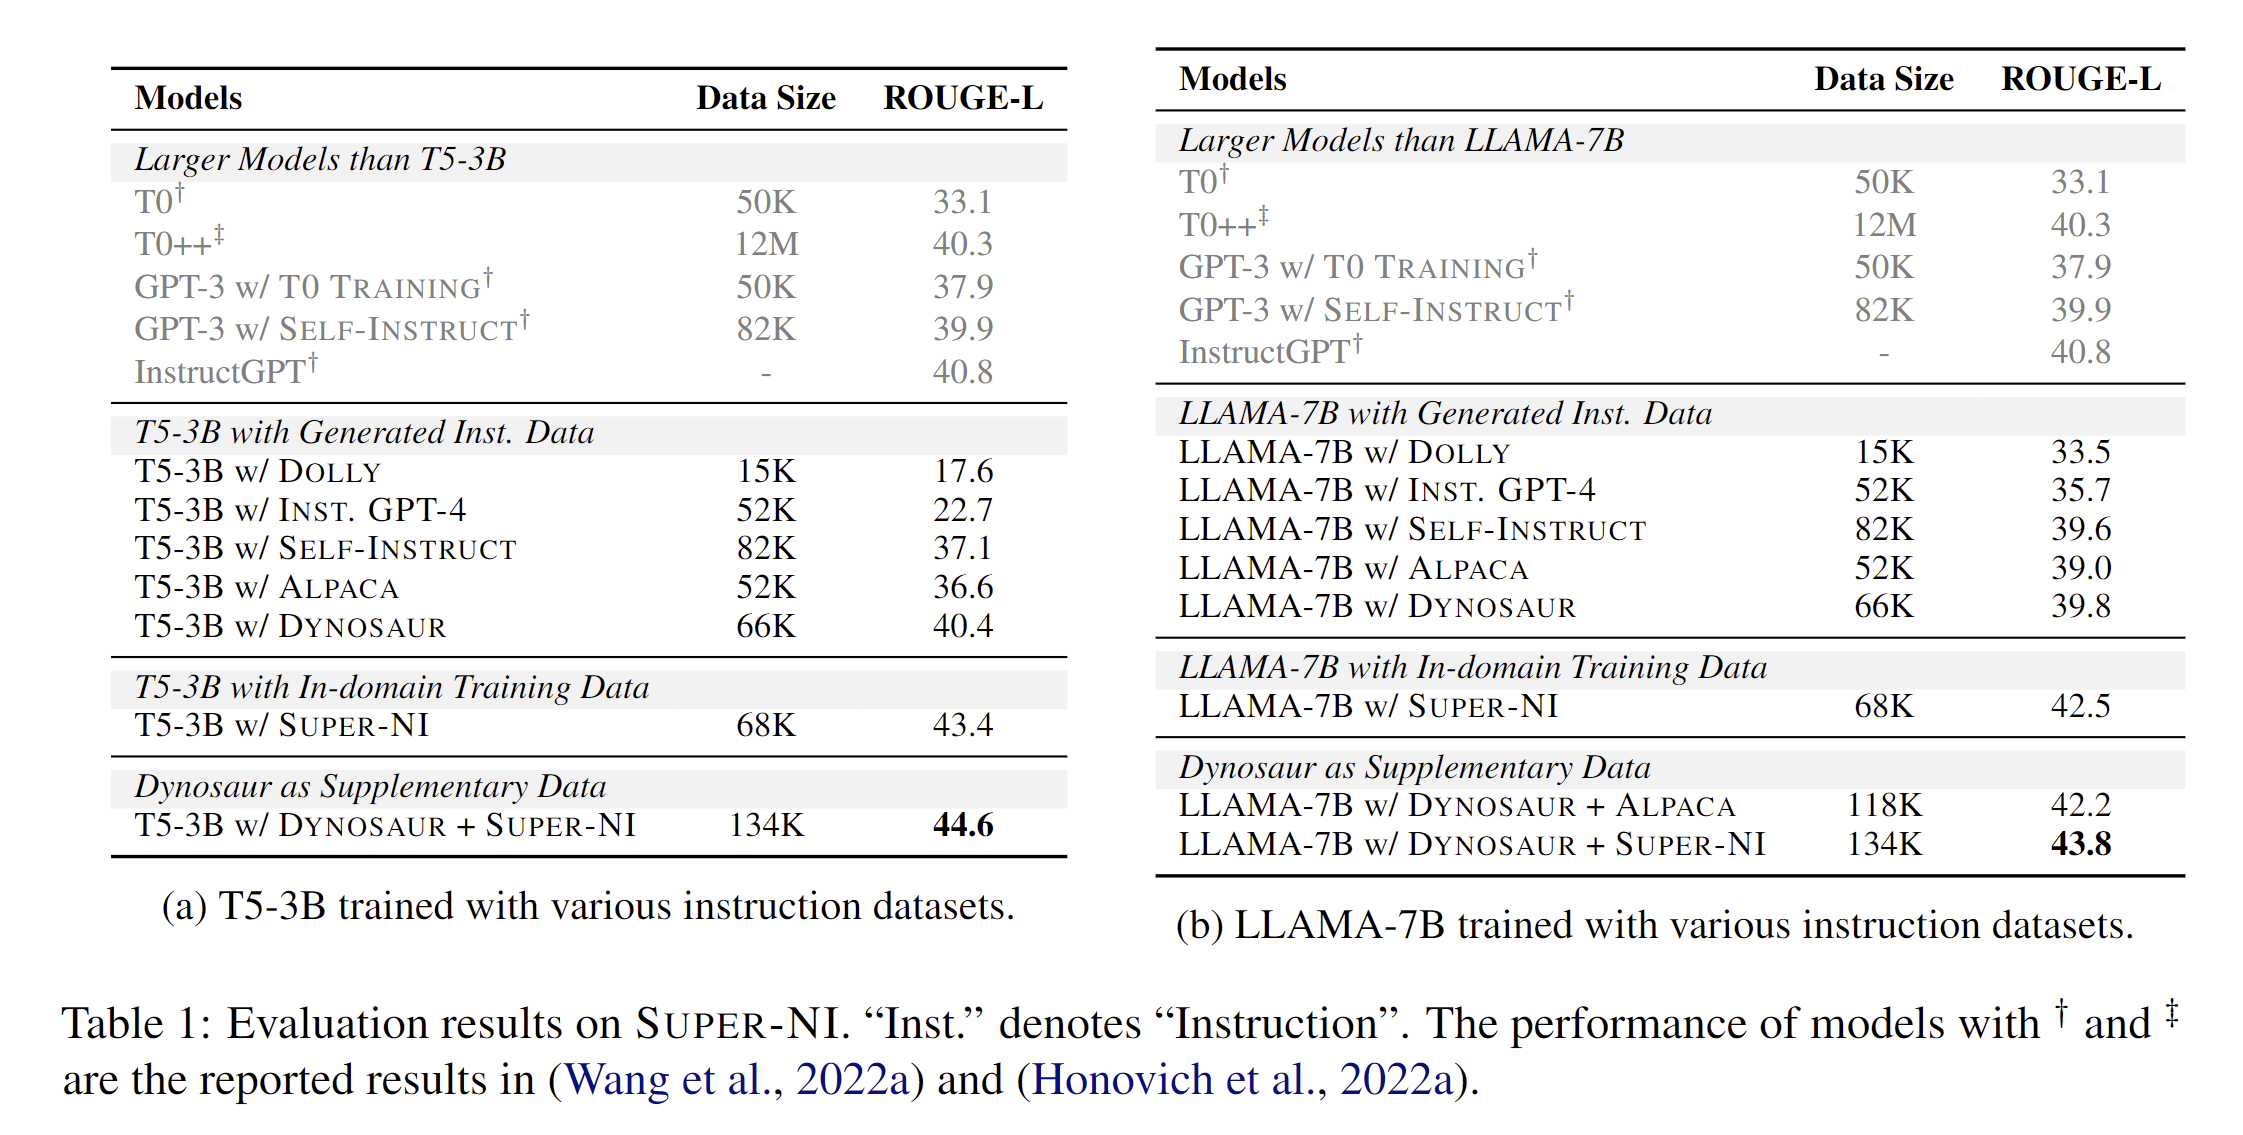 Models Data Size ROUGE-L
Larger Models than T5-3B
T0† 50K 33.1
T0++‡ 12M 40.3
GPT-3 w/ T0 TRAINING† 50K 37.9
GPT-3 w/ SELF-INSTRUCT† 82K 39.9
InstructGPT† - 40.8
T5-3B with Generated Inst. Data
T5-3B w/ DOLLY 15K 17.6
T5-3B w/ INST. GPT-4 52K 22.7
T5-3B w/ SELF-INSTRUCT 82K 37.1
T5-3B w/ ALPACA 52K 36.6
T5-3B w/ DYNOSAUR 66K 40.4
T5-3B with In-domain Training Data
T5-3B w/ SUPER-NI 68K 43.4
Dynosaur as Supplementary Data
T5-3B w/ DYNOSAUR + SUPER-NI 134K 44.6
(a) T5-3B trained with various instruction datasets.
Models Data Size ROUGE-L
Larger Models than LLAMA-7B
T0† 50K 33.1
T0++‡ 12M 40.3
GPT-3 w/ T0 TRAINING† 50K 37.9
GPT-3 w/ SELF-INSTRUCT† 82K 39.9
InstructGPT† - 40.8
LLAMA-7B with Generated Inst. Data
LLAMA-7B w/ DOLLY 15K 33.5
LLAMA-7B w/ INST. GPT-4 52K 35.7
LLAMA-7B w/ SELF-INSTRUCT 82K 39.6
LLAMA-7B w/ ALPACA 52K 39.0
LLAMA-7B w/ DYNOSAUR 66K 39.8
LLAMA-7B with In-domain Training Data
LLAMA-7B w/ SUPER-NI 68K 42.5
Dynosaur as Supplementary Data
LLAMA-7B w/ DYNOSAUR + ALPACA 118K 42.2
LLAMA-7B w/ DYNOSAUR + SUPER-NI 134K 43.8
(b) LLAMA-7B trained with various instruction datasets.
Table 1: Evaluation results on SUPER-NI. “Inst.” denotes “Instruction”. The performance of models with † and ‡
are the reported results in (Wang et al., 2022a) and (Honovich et al., 2022a).